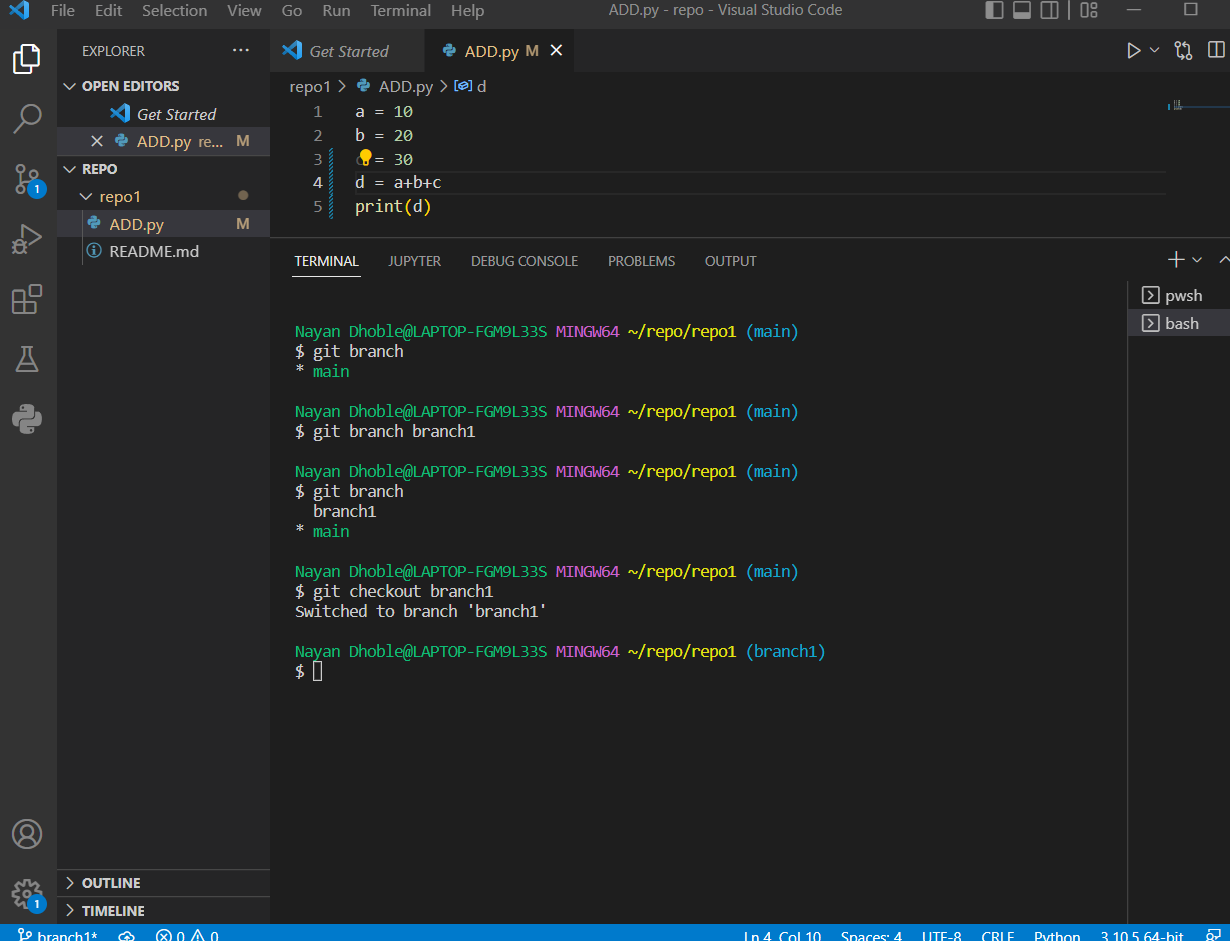 File Edit Selection View Go Run Terminal Help
ADD.py - repo - Visual Studio Code
EXPLORER ...
OPEN EDITORS
Get Started
ADD.py re... M
REPO
repo1
ADD.py M
README.md
OUTLINE
TIMELINE
1
1
Get Started
ADD.py M
repo1 > ADD.py > d
1 a = 10
2 b = 20
3 = 30
4 d = a+b+c
5 print(d)
TERMINAL JUPYTER DEBUG CONSOLE PROBLEMS OUTPUT
pwsh
bash
Nayan Dhoble@LAPTOP-FGM9L33S MINGW64 ~/repo/repo1 (main)
$ git branch
* main
Nayan Dhoble@LAPTOP-FGM9L33S MINGW64 ~/repo/repo1 (main)
$ git branch branch1
Nayan Dhoble@LAPTOP-FGM9L33S MINGW64 ~/repo/repo1 (main)
$ git branch
branch1
* main
Nayan Dhoble@LAPTOP-FGM9L33S MINGW64 ~/repo/repo1 (main)
$ git checkout branch1
Switched to branch 'branch1'
Nayan Dhoble@LAPTOP-FGM9L33S MINGW64 ~/repo/repo1 (branch1)
$
branch1* 0 0 Ln 4, Col 10 Spaces: 4 UTF-8 CRLF Python 3.10.5 64-bit